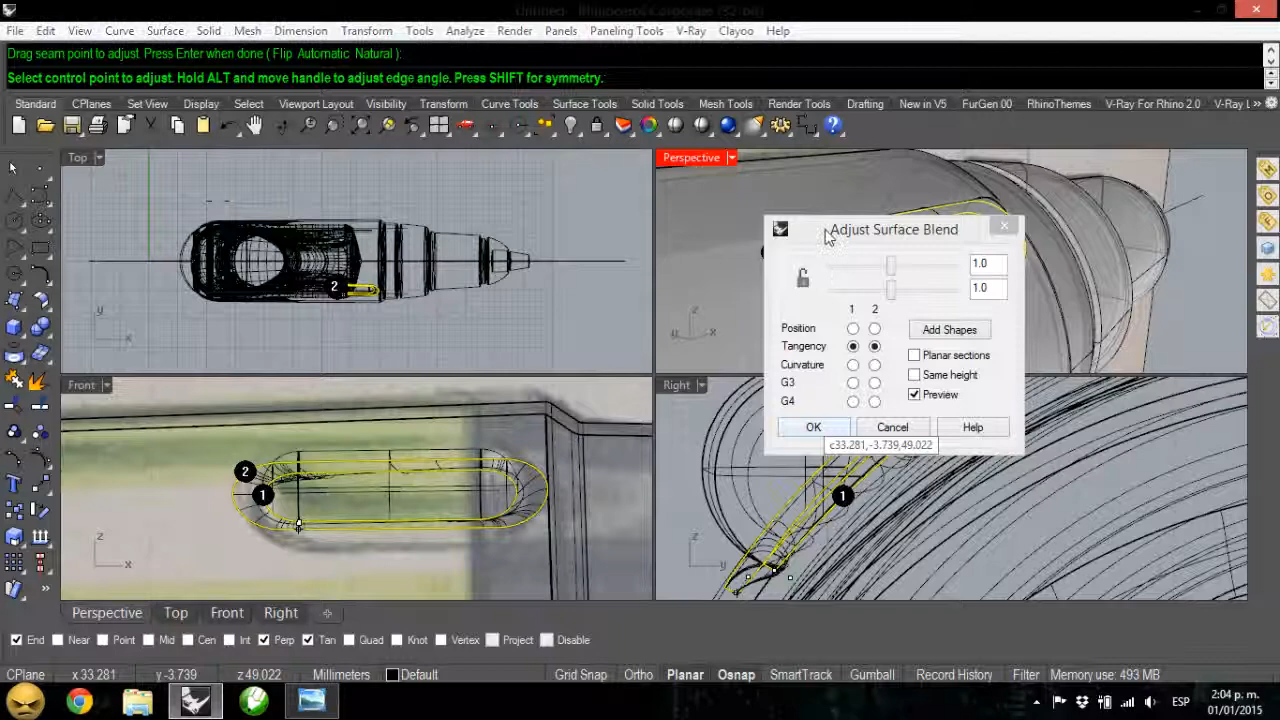 File Edit View Curve Surface Solid Mesh Dimension Transform Tools Analyze Render Panels Paneling Tools V-Ray Clayoo Help
Drag seam point to adjust. Press Enter when done ( Flip Automatic Natural ):
Select control point to adjust. Hold ALT and move handle to adjust edge angle. Press SHIFT for symmetry.
Standard CPlanes Set View Display Select Viewport Layout Visibility Transform Curve Tools Surface Tools Solid Tools Mesh Tools Render Tools Drafting New in V5 FurGen 00 RhinoThemes V-Ray For Rhino 2.0 V-Ray L
Top
Perspective
Adjust Surface Blend
1.0
1.0
1 2
Position
Tangency
Curvature
G3
G4
Add Shapes
Planar sections
Same height
Preview
OK Cancel Help
c33.281,-3.739,49.022
2
y
x
z
u x
Front
Right
2
1
1
z
x
z
y
Perspective Top Front Right
End Near Point Mid Cen Int Perp Tan Quad Knot Vertex Project Disable
CPlane x 33.281 y -3.739 z 49.022 Millimeters Default Grid Snap Ortho Planar Osnap SmartTrack Gumball Record History Filter Memory use: 493 MB
ESP
2:04 p. m.
01/01/2015